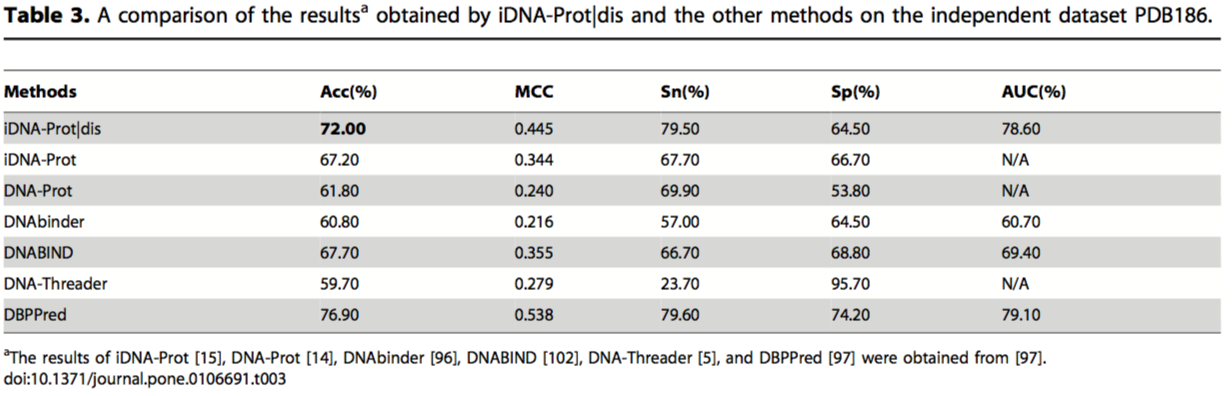 Table 3. A comparison of the resultsª obtained by iDNA-Prot|dis and the other methods on the independent dataset PDB186.
Methods Acc(%) MCC Sn(%) Sp(%) AUC(%)
iDNA-Prot|dis 72.00 0.445 79.50 64.50 78.60
iDNA-Prot 67.20 0.344 67.70 66.70 N/A
DNA-Prot 61.80 0.240 69.90 53.80 N/A
DNAbinder 60.80 0.216 57.00 64.50 60.70
DNABIND 67.70 0.355 66.70 68.80 69.40
DNA-Threader 59.70 0.279 23.70 95.70 N/A
DBPPred 76.90 0.538 79.60 74.20 79.10
ªThe results of iDNA-Prot [15], DNA-Prot [14], DNAbinder [96], DNABIND [102], DNA-Threader [5], and DBPPred [97] were obtained from [97].
doi:10.1371/journal.pone.0106691.t003